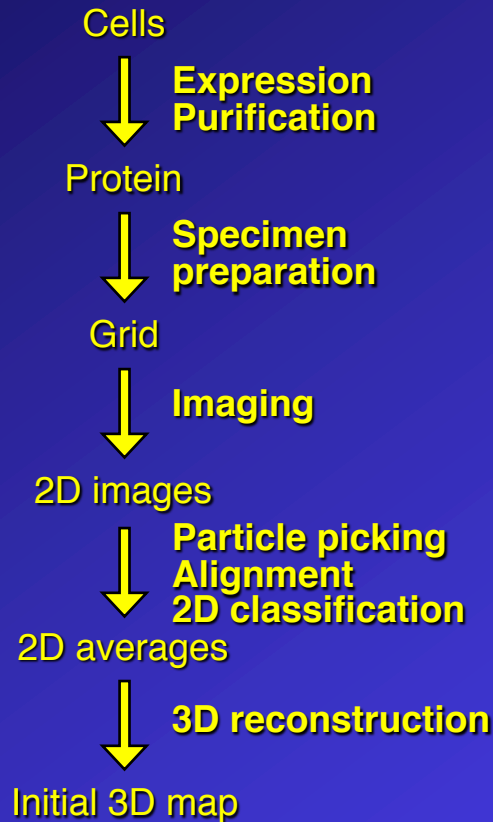 Cells
Expression
Purification
Protein
Specimen
preparation
Grid
Imaging
2D images
Particle picking
Alignment
2D classification
2D averages
3D reconstruction
Initial 3D map